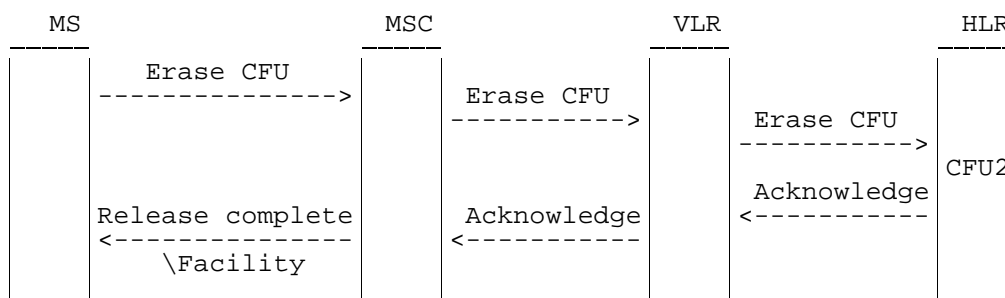 MS MSC VLR HLR
Erase CFU
Erase CFU
Erase CFU
CFU2
Acknowledge
Release complete Acknowledge
\Facility